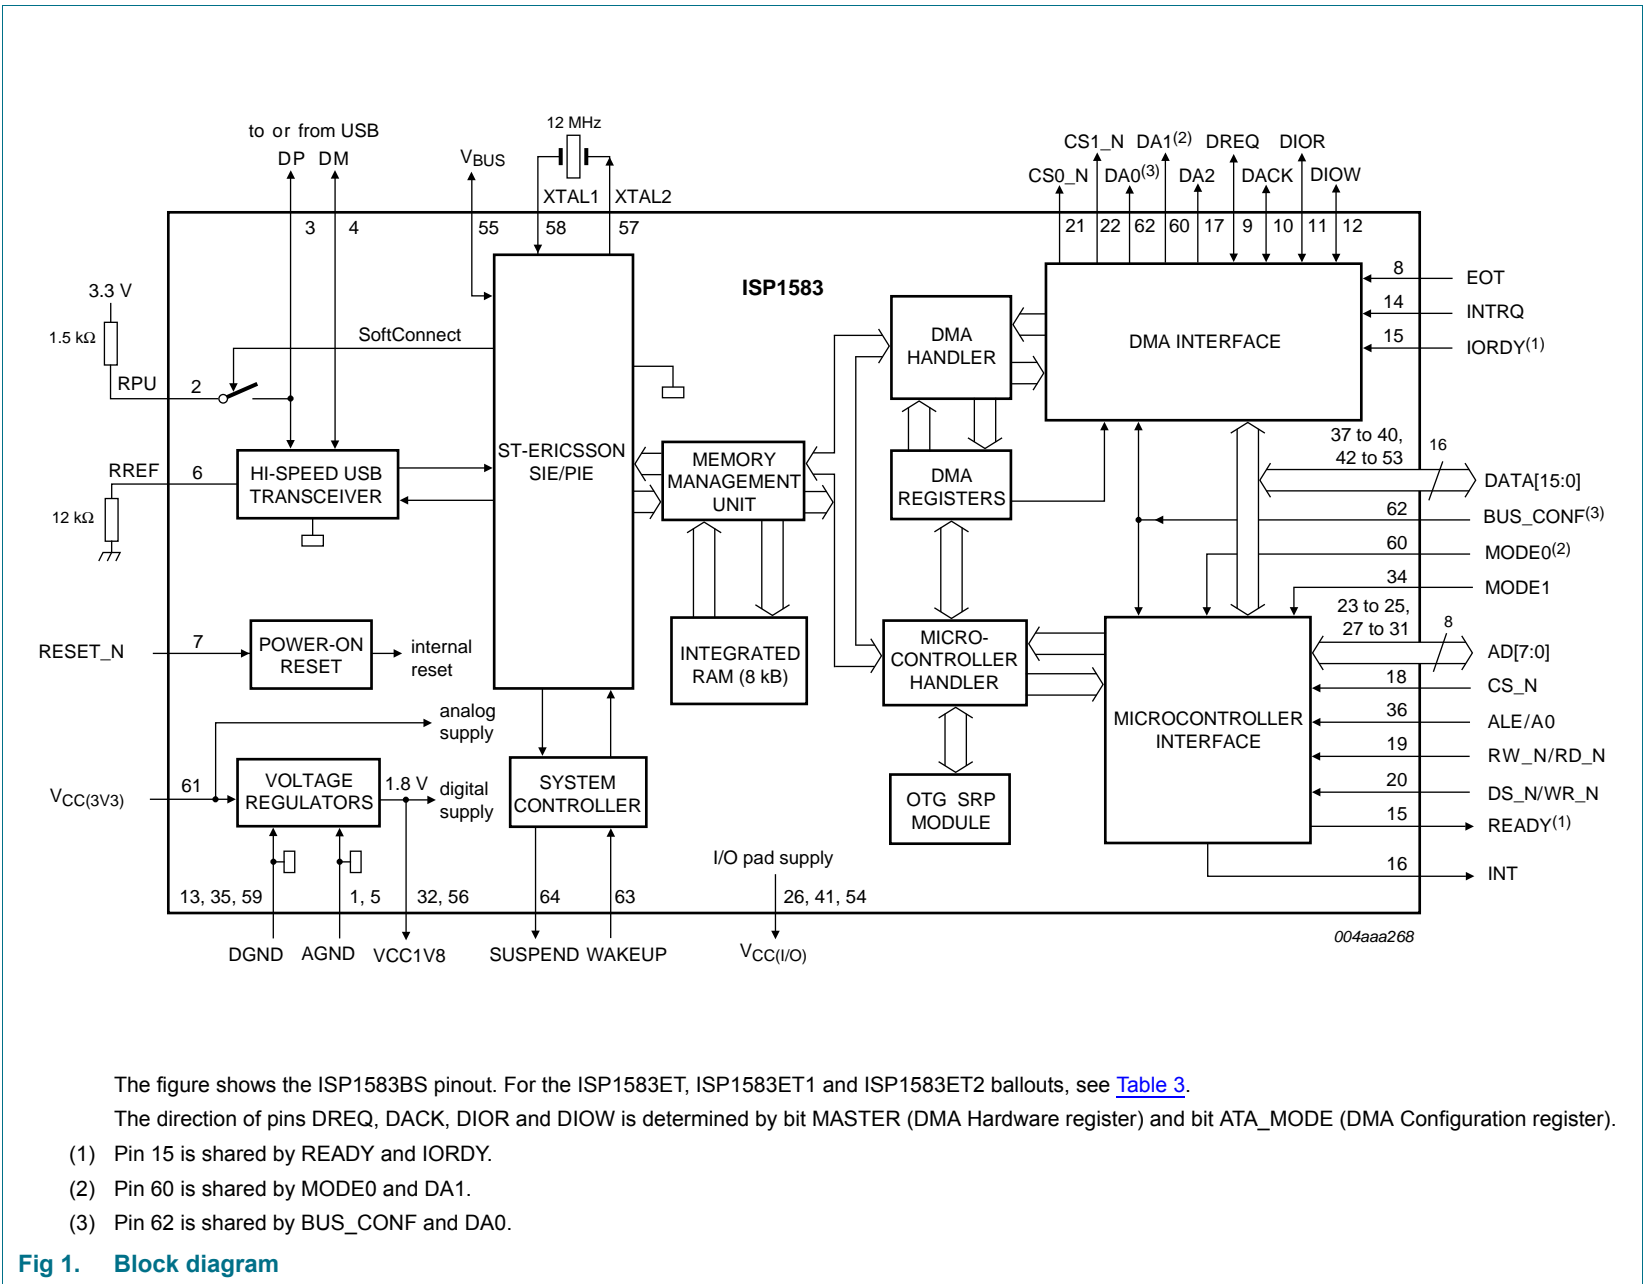 to or from USB
DP DM
12 MHz
VBUS
XTAL1 XTAL2
CS1_N DA1(2) DREQ DIOR
CS0_N DA0(3) DA2 DACK DIOW
3 4 55 58 57 21 22 62 60 17 9 10 11 12
ISP1583
3.3 V
1.5 kΩ
RPU 2
SoftConnect
DMA
HANDLER
DMA INTERFACE
8 EOT
14 INTRQ
15 IORDY(1)
RREF 6
12 kΩ
HI-SPEED USB
TRANSCEIVER
ST-ERICSSON
SIE/PIE
MEMORY
MANAGEMENT
UNIT
DMA
REGISTERS
37 to 40,
42 to 53
16
DATA[15:0]
62 BUS_CONF(3)
60 MODE0(2)
34 MODE1
RESET_N 7
POWER-ON
RESET
internal
reset
INTEGRATED
RAM (8 kB)
MICRO-
CONTROLLER
HANDLER
MICROCONTROLLER
INTERFACE
23 to 25,
27 to 31
8
AD[7:0]
18 CS_N
36 ALE/A0
19 RW_N/RD_N
20 DS_N/WR_N
15 READY(1)
16 INT
analog
supply
VCC(3V3) 61
VOLTAGE
REGULATORS
1.8 V
digital
supply
SYSTEM
CONTROLLER
OTG SRP
MODULE
I/O pad supply
13, 35, 59 1, 5 32, 56 64 63 26, 41, 54
DGND AGND VCC1V8 SUSPEND WAKEUP VCC(I/O)
004aaa268
The figure shows the ISP1583BS pinout. For the ISP1583ET, ISP1583ET1 and ISP1583ET2 ballouts, see Table 3.
The direction of pins DREQ, DACK, DIOR and DIOW is determined by bit MASTER (DMA Hardware register) and bit ATA_MODE (DMA Configuration register).
(1) Pin 15 is shared by READY and IORDY.
(2) Pin 60 is shared by MODE0 and DA1.
(3) Pin 62 is shared by BUS_CONF and DA0.
Fig 1. Block diagram